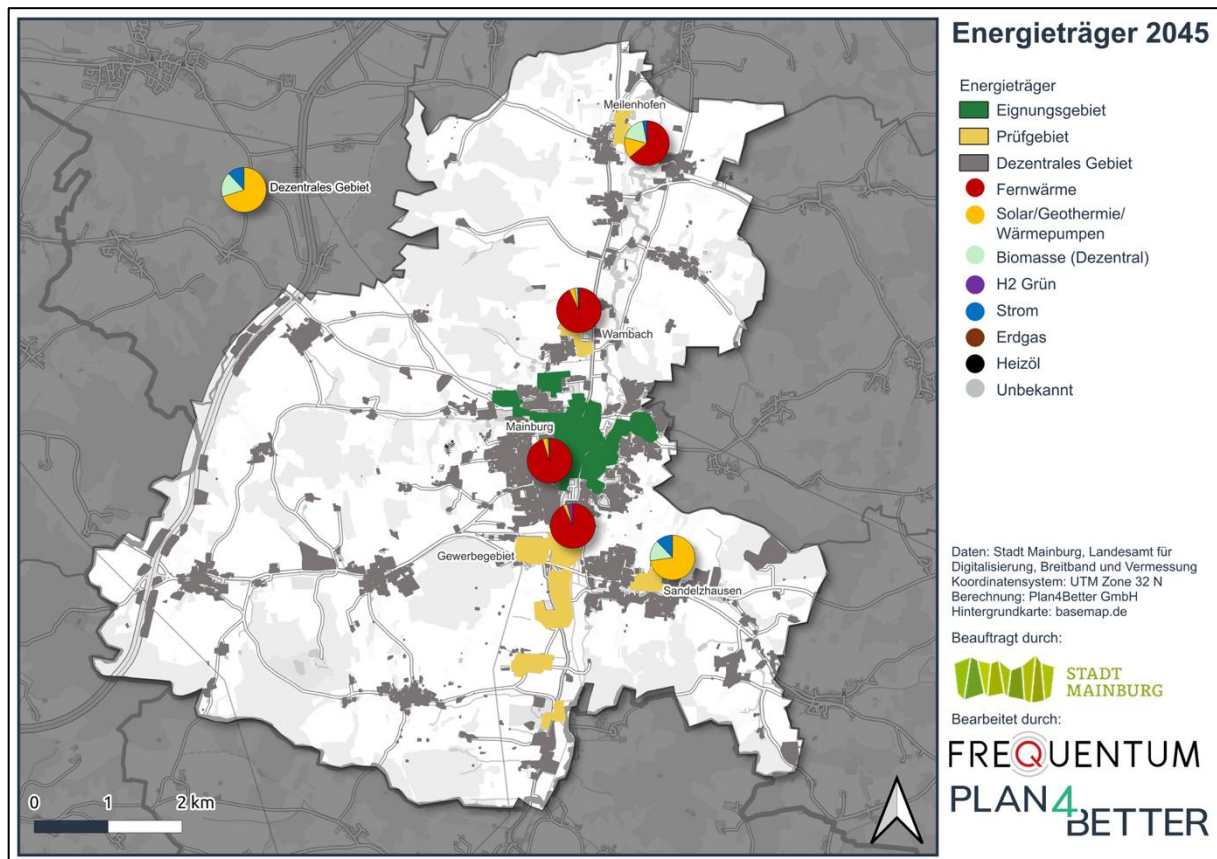 Energieträger 2045
Energieträger
Eignungsgebiet
Prüfgebiet
Dezentrales Gebiet
Fernwärme
Solar/Geothermie/
Wärmepumpen
Biomasse (Dezentral)
H2 Grün
Strom
Erdgas
Heizöl
Unbekannt
Meilenhofen
Dezentrales Gebiet
Wambach
Mainburg
Gewerbegebiet
Sandelzhausen
0 1 2 km
Daten: Stadt Mainburg, Landesamt für
Digitalisierung, Breitband und Vermessung
Koordinatensystem: UTM Zone 32 N
Berechnung: Plan4Better GmbH
Hintergrundkarte: basemap.de
Beauftragt durch:
STADT
MAINBURG
Bearbeitet durch:
FREQUENTUM
PLAN4
BETTER